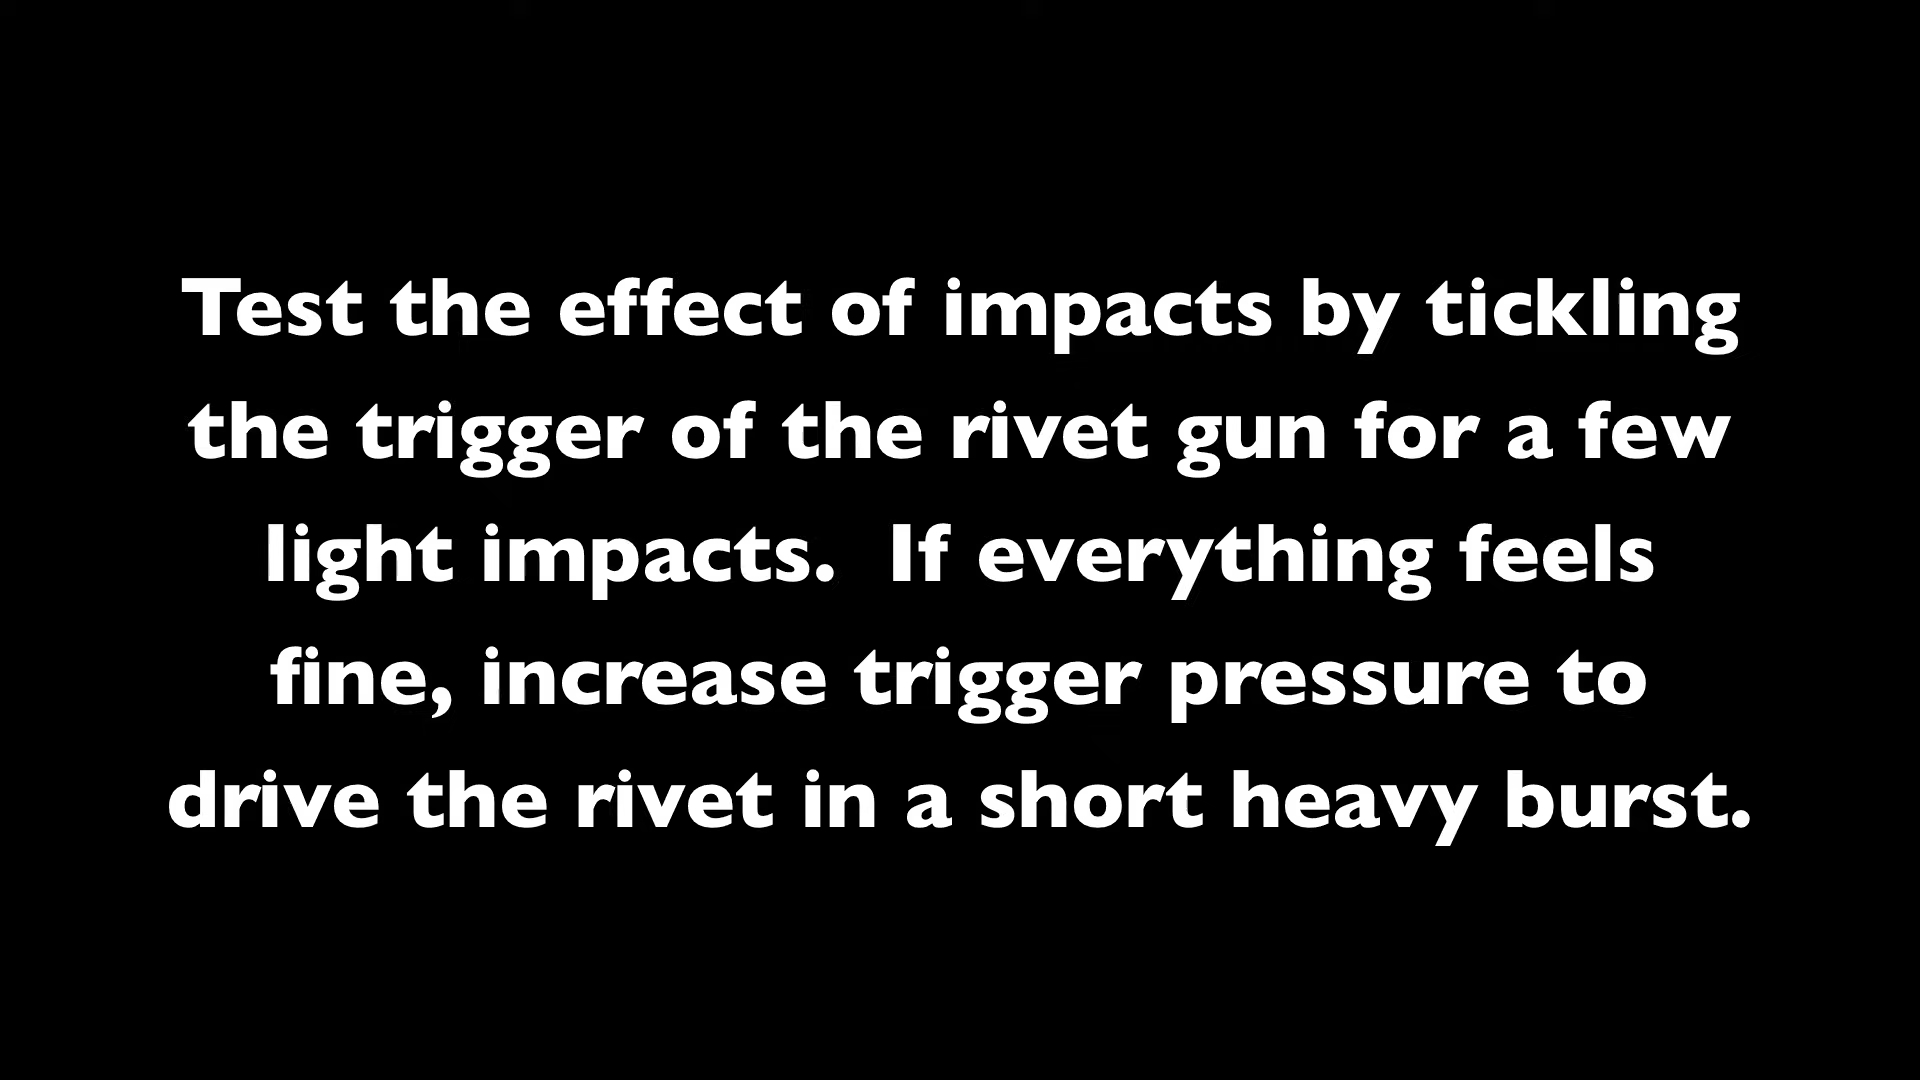 Test the effect of impacts by tickling
the trigger of the rivet gun for a few
light impacts.  If everything feels
fine, increase trigger pressure to
drive the rivet in a short heavy burst.